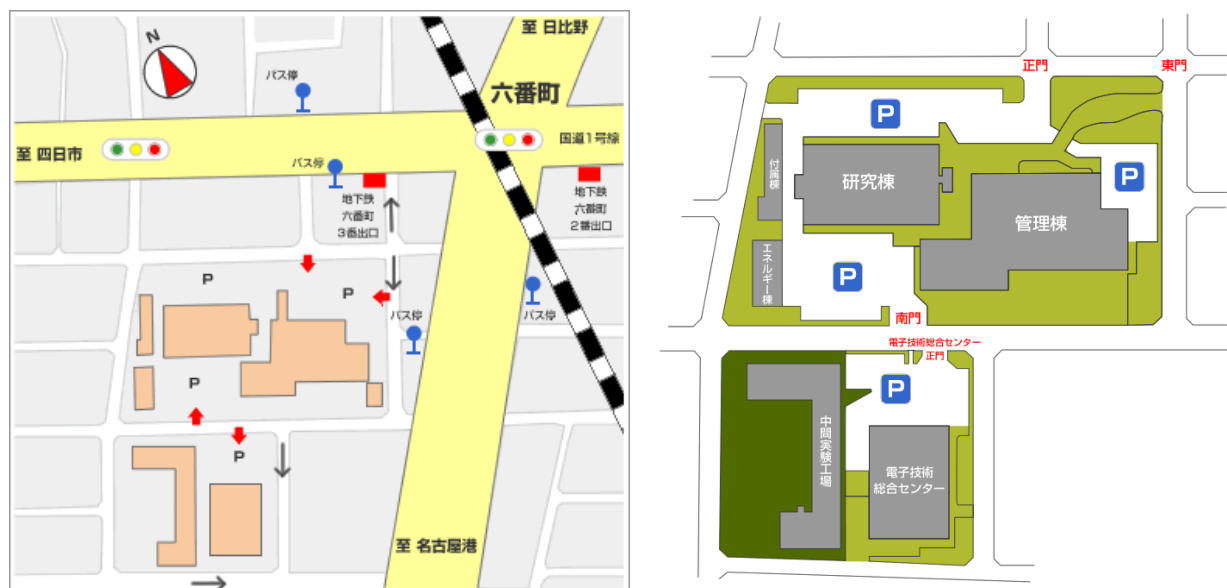 至 日比野
N
バス停
六番町
国道1号線
至 四日市
バス停
地下鉄
六番町
3番出口
地下鉄
六番町
2番出口
P
P
バス停
バス停
P
P
至 名古屋港
正門
東門
P
付属棟
研究棟
P
管理棟
エネルギー棟
P
南門
電子技術総合センター
正門
P
中間実験工場
電子技術
総合センター